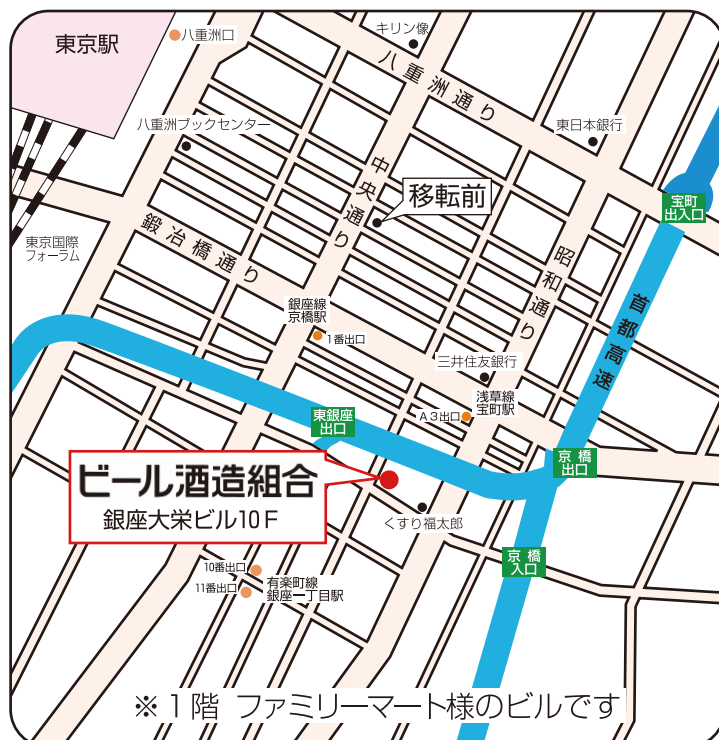 キリン像
東京駅
八重洲口
八重洲通り
八重洲ブックセンター
東日本銀行
中央通り
移転前
宝町
出入口
鍛冶橋通り
東京国際
フォーラム
昭和通り
首都高速
銀座線
京橋駅
1番出口
三井住友銀行
浅草線
宝町駅
A3出口
東銀座
出口
京橋
出口
ビール酒造組合
銀座大栄ビル10F
くすり福太郎
京橋
入口
10番出口
11番出口
有楽町線
銀座一丁目駅
※1階 ファミリーマート様のビルです